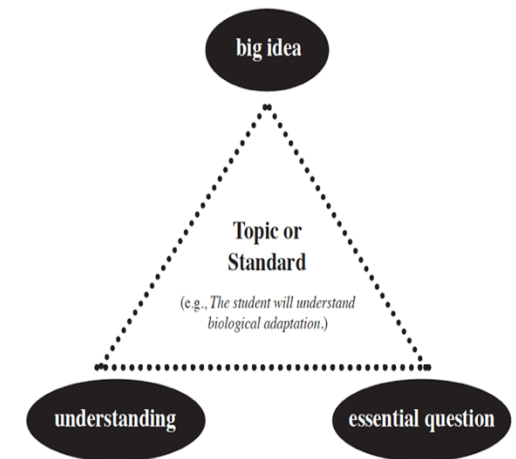 big idea
Topic or
Standard
(e.g., The student will understand
biological adaptation.)
understanding
essential question